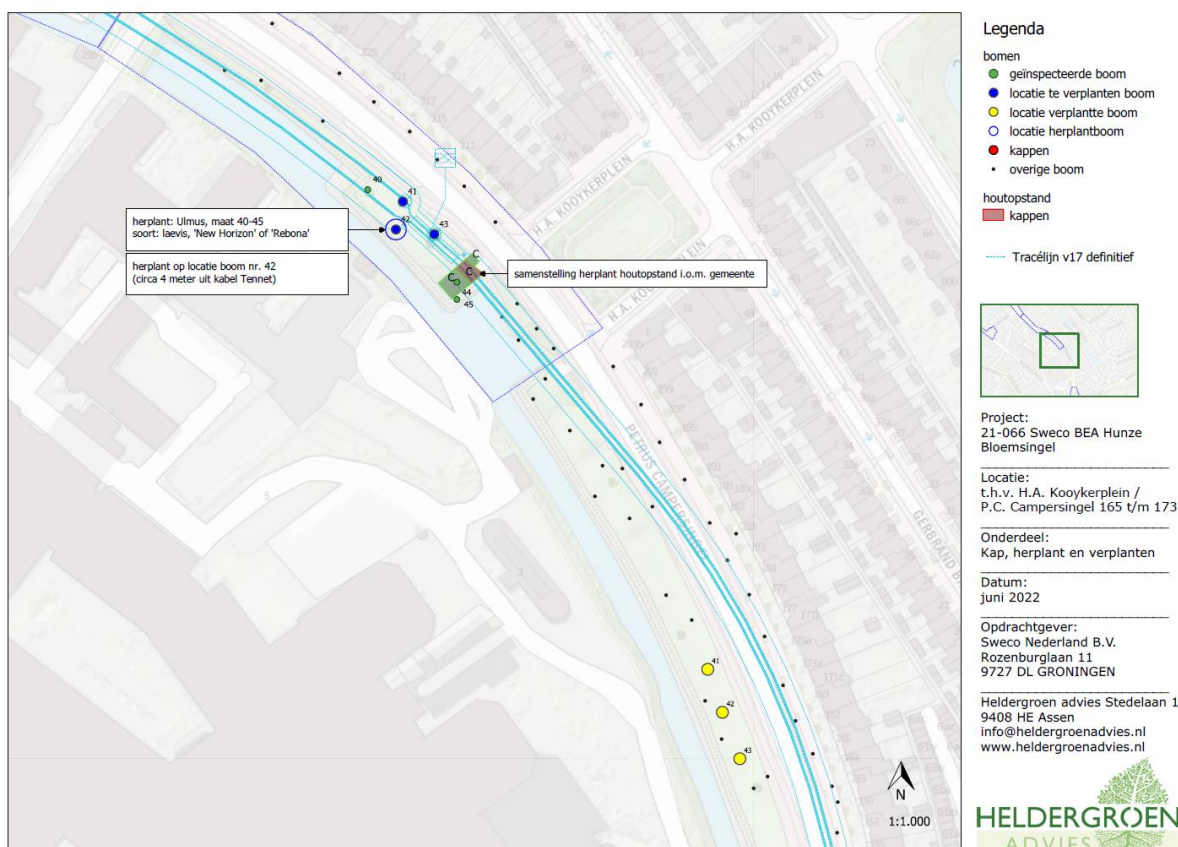 40
41
42
43
44
45
C
C
C
herplant: Ulmus, maat 40-45
soort: laevis, 'New Horizon' of 'Rebona'
herplant op locatie boom nr. 42
(circa 4 meter uit kabel Tennet)
samenstelling herplant houtopstand i.o.m. gemeente
H.A. KOOYKERPLEIN
H.A. KOOYKERPLEIN
H.A. KOOYKERPLEIN
PETRUS CAMPERSINGEL
5
3
41
42
43
N
1:1.000
Legenda
bomen
geïnspecteerde boom
locatie te verplanten boom
locatie verplantte boom
locatie herplantboom
kappen
overige boom
houtopstand
kappen
Tracélijn v17 definitief
Project:
21-066 Sweco BEA Hunze
Bloemsingel
Locatie:
t.h.v. H.A. Kooykerplein /
P.C. Campersingel 165 t/m 173
Onderdeel:
Kap, herplant en verplanten
Datum:
juni 2022
Opdrachtgever:
Sweco Nederland B.V.
Rozenburglaan 11
9727 DL GRONINGEN
Heldergroen advies Stedelaan 1
9408 HE Assen
info@heldergroenadvies.nl
www.heldergroenadvies.nl
HELDERGROEN
ADVIES